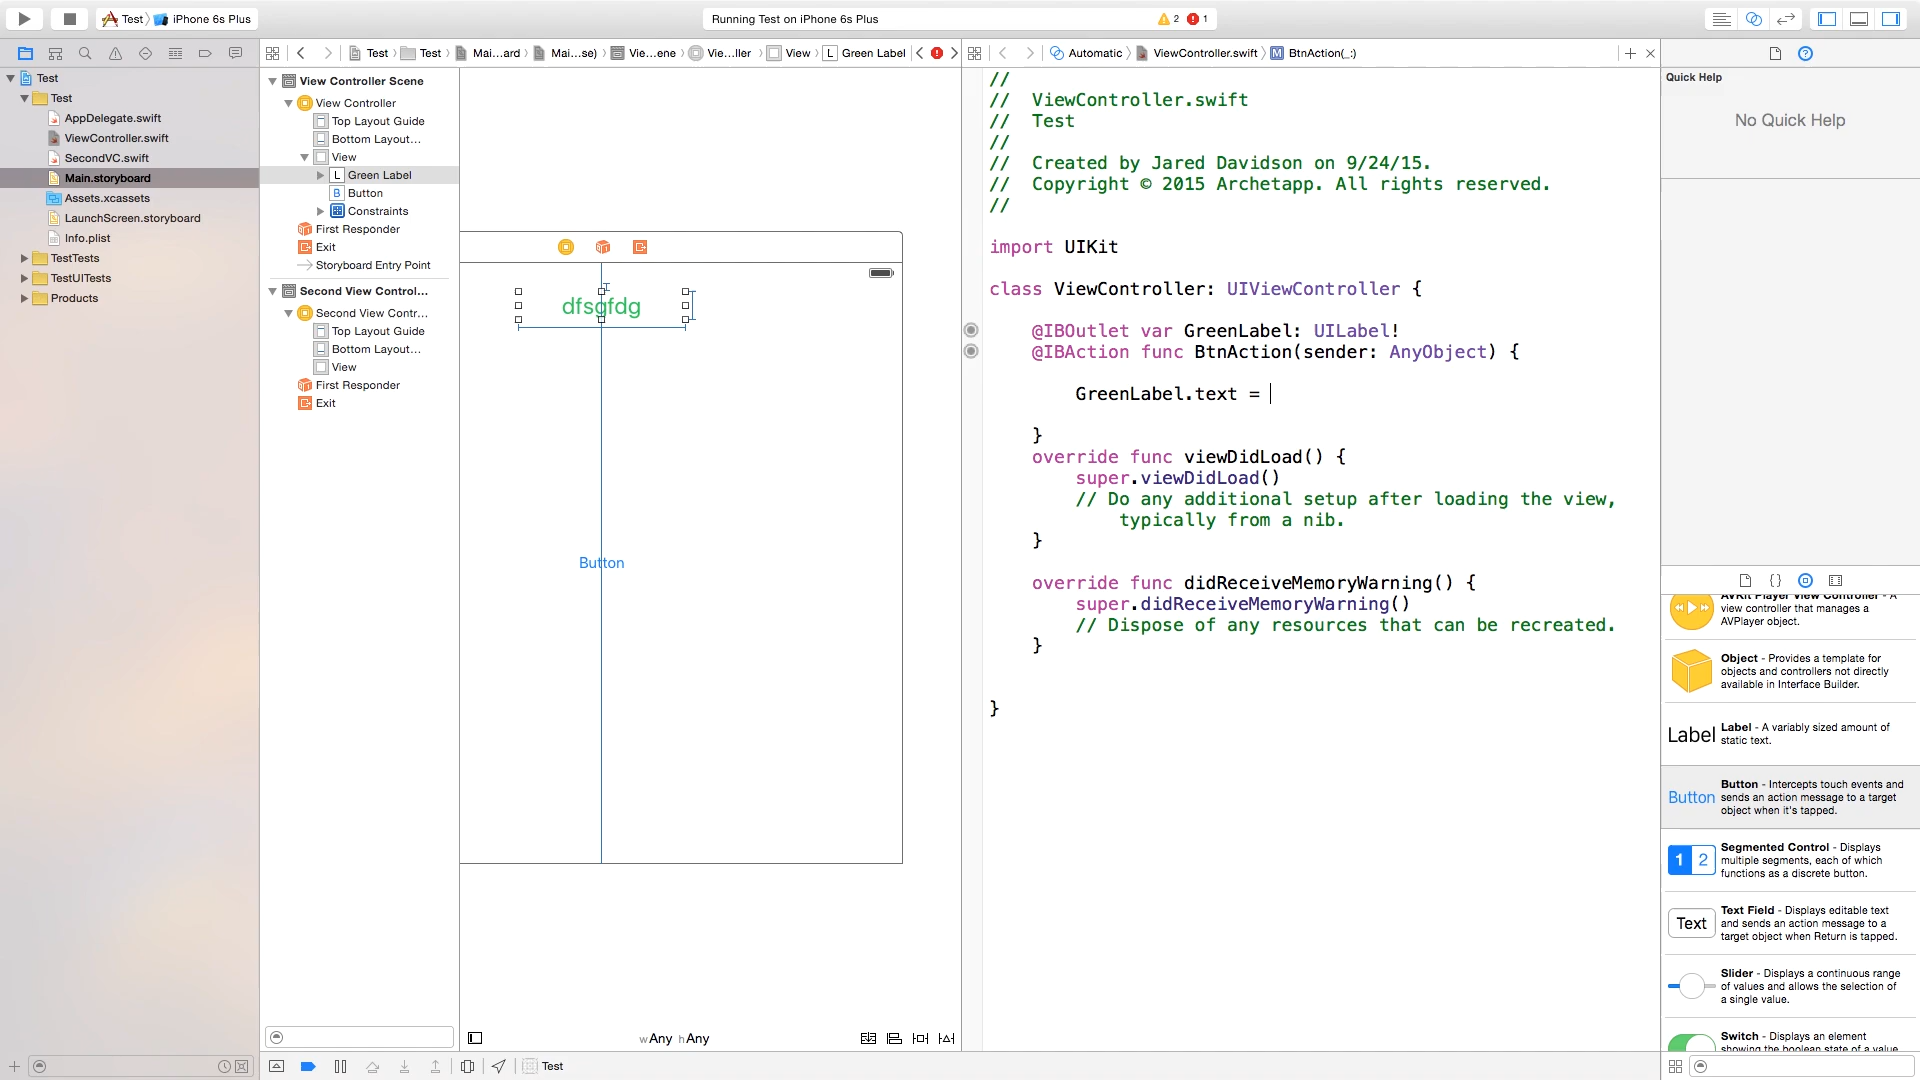 Test
iPhone 6s Plus
Running Test on iPhone 6s Plus
2
1
Test
Test
Mai...ard
Mai...se)
Vie...ene
Vie...ller
View
L
Green Label
Automatic
ViewController.swift
M
BtnAction(_:)
Test
Test
AppDelegate.swift
ViewController.swift
SecondVC.swift
Main.storyboard
Assets.xcassets
LaunchScreen.storyboard
Info.plist
TestTests
TestUITests
Products
View Controller Scene
View Controller
Top Layout Guide
Bottom Layout...
View
L Green Label
B Button
Constraints
First Responder
Exit
Storyboard Entry Point
Second View Control...
Second View Contr...
Top Layout Guide
Bottom Layout...
View
First Responder
Exit
dfsgfdg
Button
wAny hAny
Test
//
// ViewController.swift
// Test
//
// Created by Jared Davidson on 9/24/15.
// Copyright © 2015 Archetapp. All rights reserved.
//
import UIKit
class ViewController: UIViewController {
@IBOutlet var GreenLabel: UILabel!
@IBAction func BtnAction(sender: AnyObject) {
GreenLabel.text =
}
override func viewDidLoad() {
super.viewDidLoad()
// Do any additional setup after loading the view,
typically from a nib.
}
override func didReceiveMemoryWarning() {
super.didReceiveMemoryWarning()
// Dispose of any resources that can be recreated.
}
}
Quick Help
No Quick Help
{}
AVKit Player View Controller - A
view controller that manages a
AVPlayer object.
Object - Provides a template for
objects and controllers not directly
available in Interface Builder.
Label
Label - A variably sized amount of
static text.
Button
Button - Intercepts touch events and
sends an action message to a target
object when it's tapped.
1 2
Segmented Control - Displays
multiple segments, each of which
functions as a discrete button.
Text
Text Field - Displays editable text
and sends an action message to a
target object when Return is tapped.
Slider - Displays a continuous range
of values and allows the selection of
a single value.
Switch - Displays an element
showing the boolean state of a value.